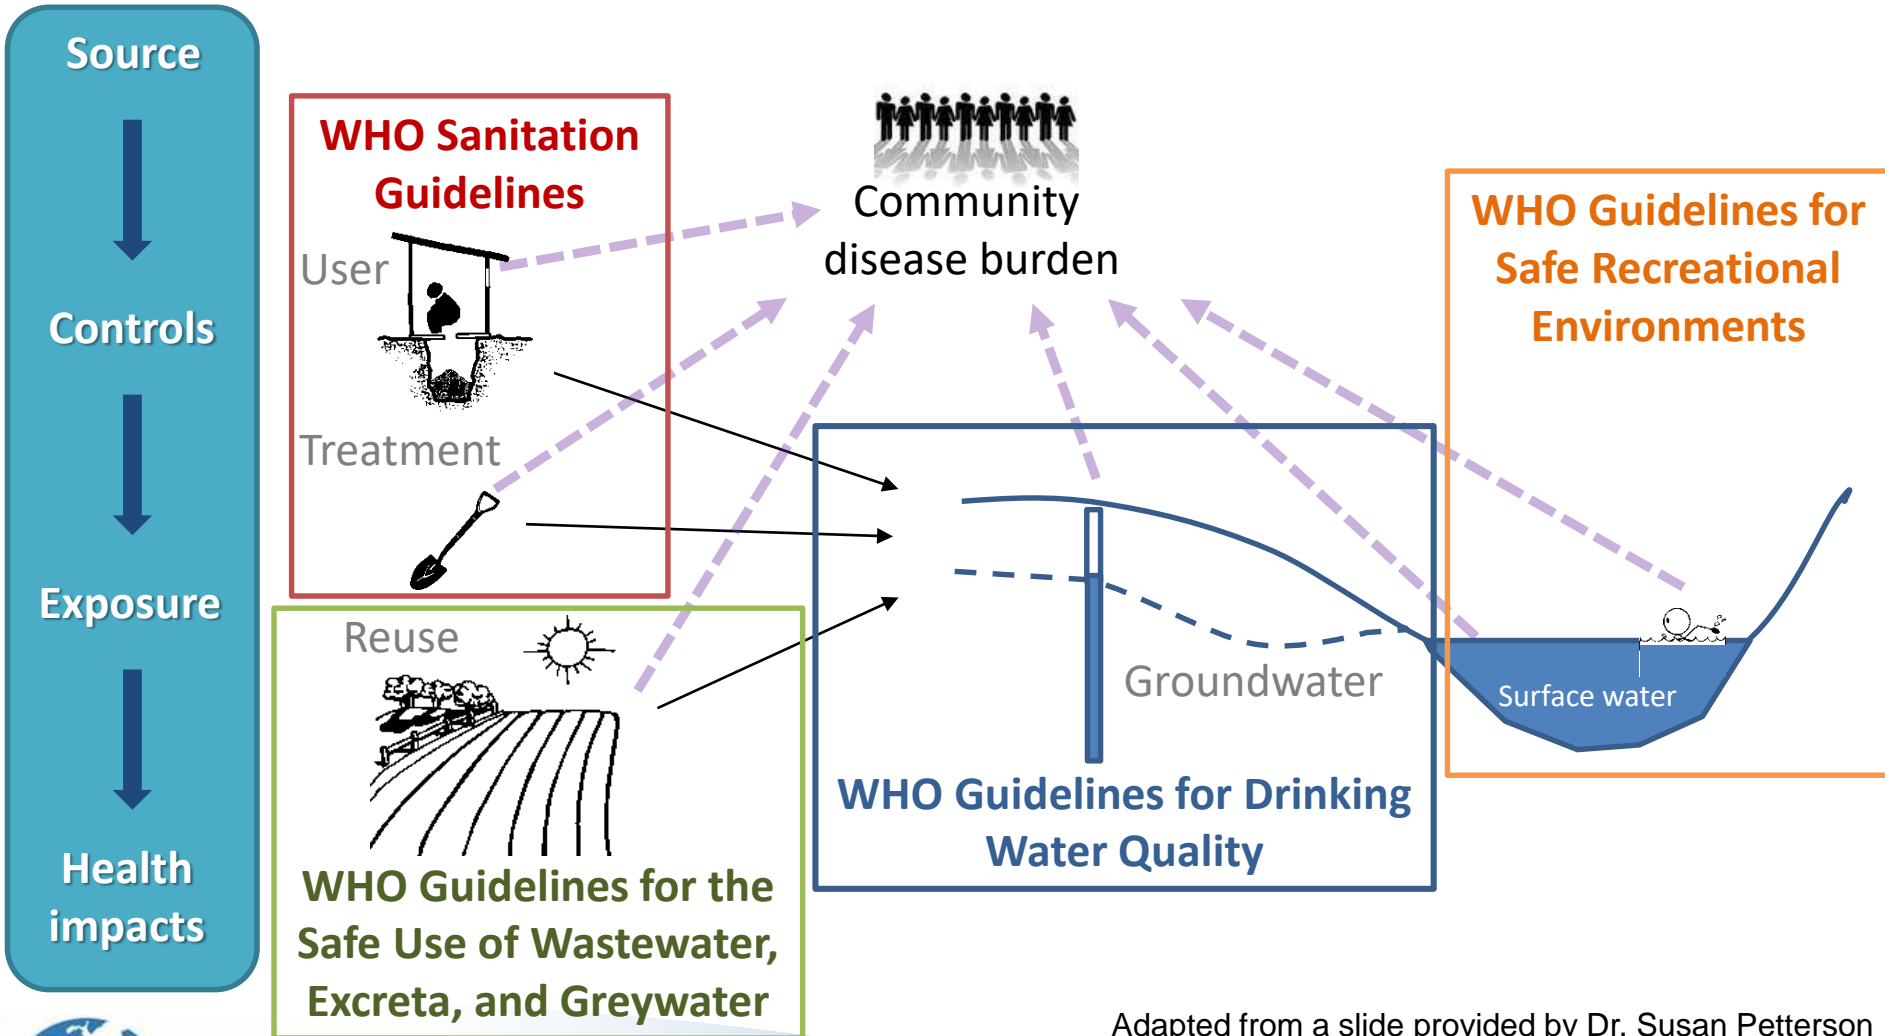 Source
Controls
Exposure
Health
impacts
WHO Sanitation
Guidelines
User
Treatment
Reuse
WHO Guidelines for the
Safe Use of Wastewater,
Excreta, and Greywater
Community
disease burden
Groundwater
WHO Guidelines for Drinking
Water Quality
WHO Guidelines for
Safe Recreational
Environments
Surface water
Adapted from a slide provided by Dr. Susan Petterson